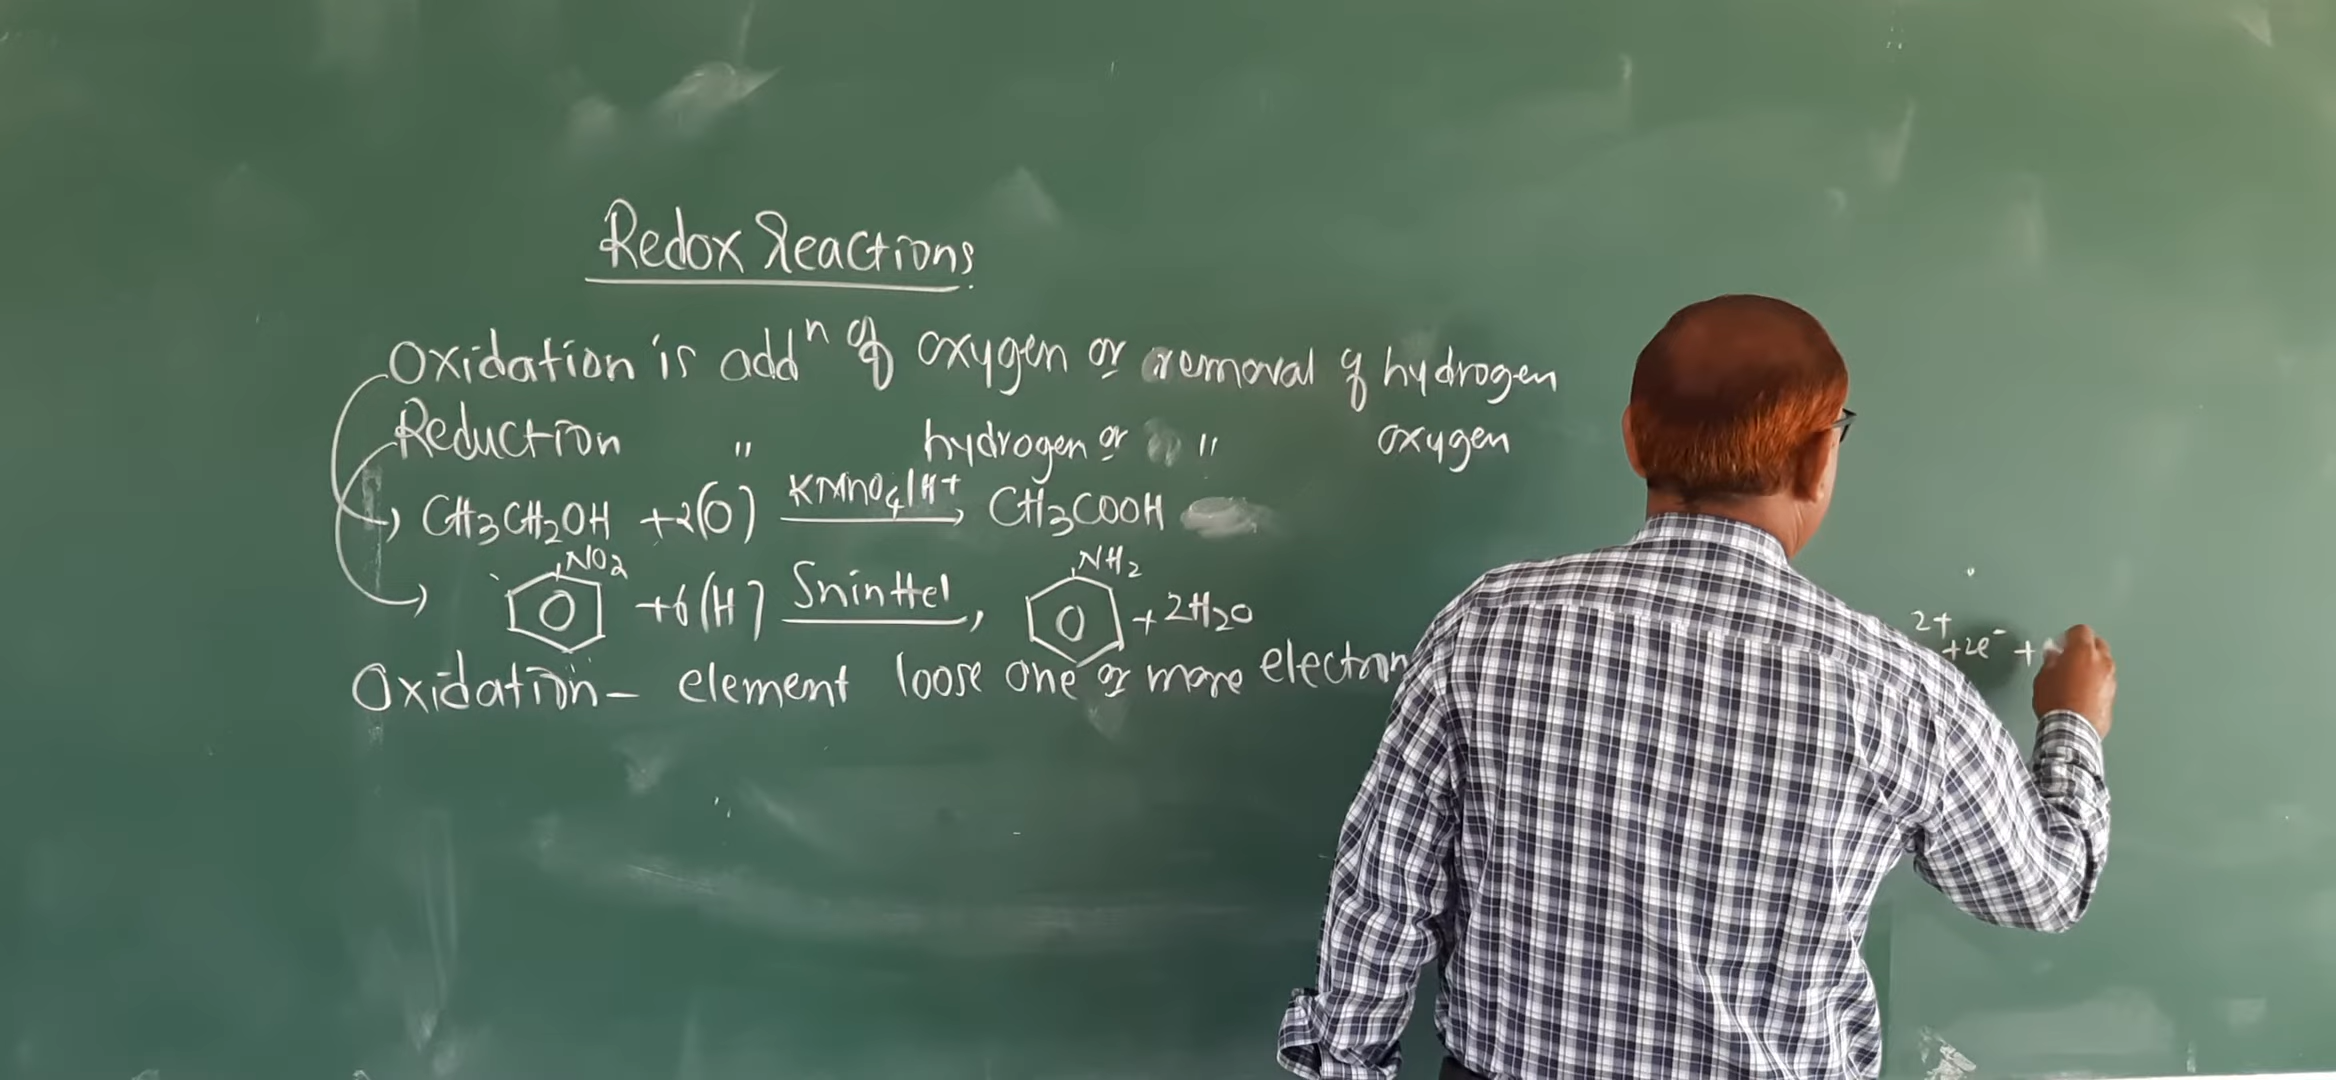 Redox Reactions
Oxidation is addⁿ of oxygen or removal of hydrogen
Reduction " hydrogen or " oxygen
CH₃CH₂OH + 2(O) KMnO₄/H⁺ → CH₃COOH
NO₂ + 6(H) Sn in Hcl → NH₂ + 2H₂O
Oxidation – element loose one or more electron 2+ + 2e⁻ +